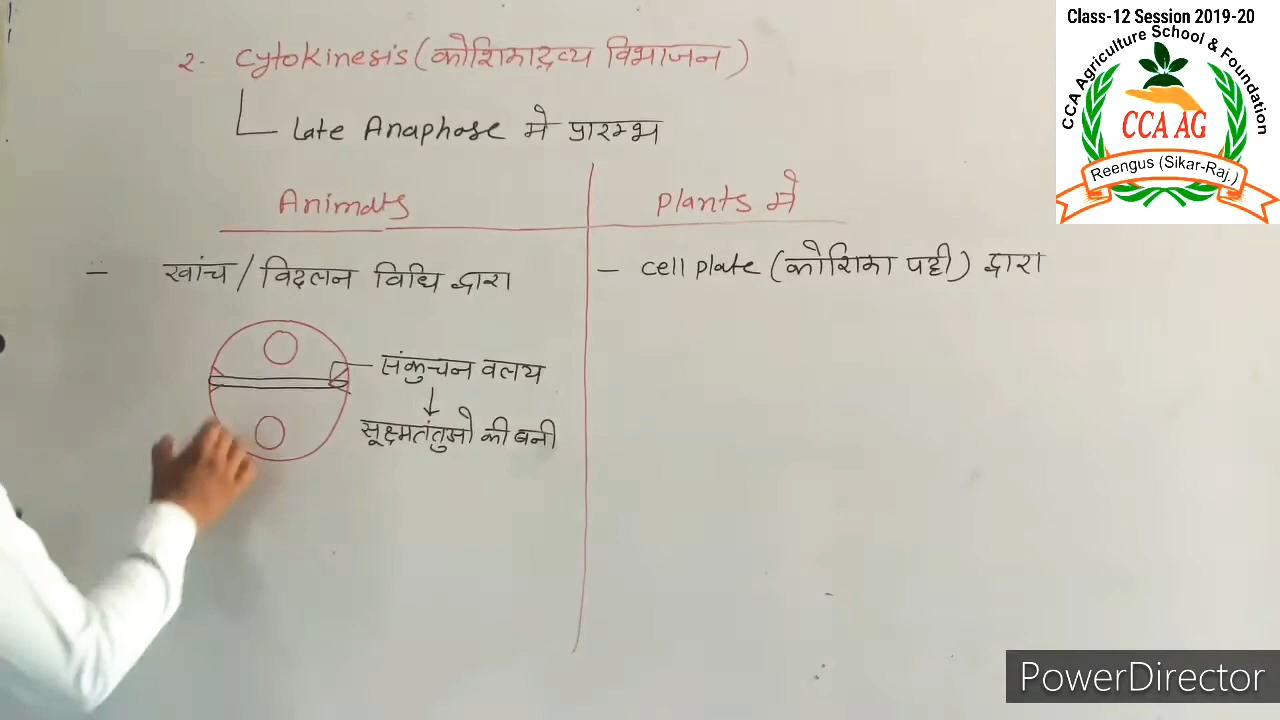 Class-12 Session 2019-20
CCA Agriculture School & Foundation
CCA AG
Reengus (Sikar-Raj.)
२. Cytokinesis (कोशिकाद्रव्य विभाजन)
Late Anaphase मे प्रारम्भ
Animals
Plants मे
– खांच / विदलन विधि द्वारा
– cell plate (कोशिका पट्टी) द्वारा
संकुचन वलय
सूक्ष्मतंतुओ की बनी
PowerDirector